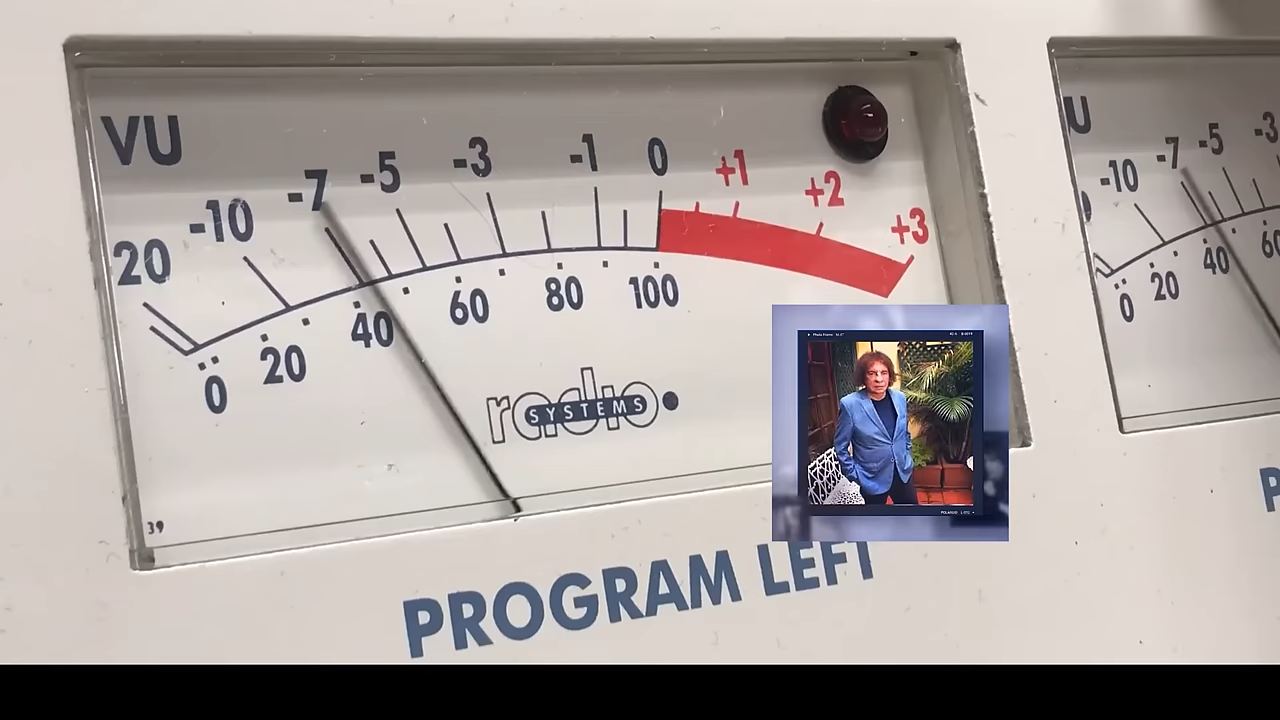 VU
20 -10 -7 -5 -3 -1 0 +1 +2 +3
0 20 40 60 80 100
radio
SYSTEMS
39
PROGRAM LEFT
U
-10 -7 -5 -3
0 20 40 60
P